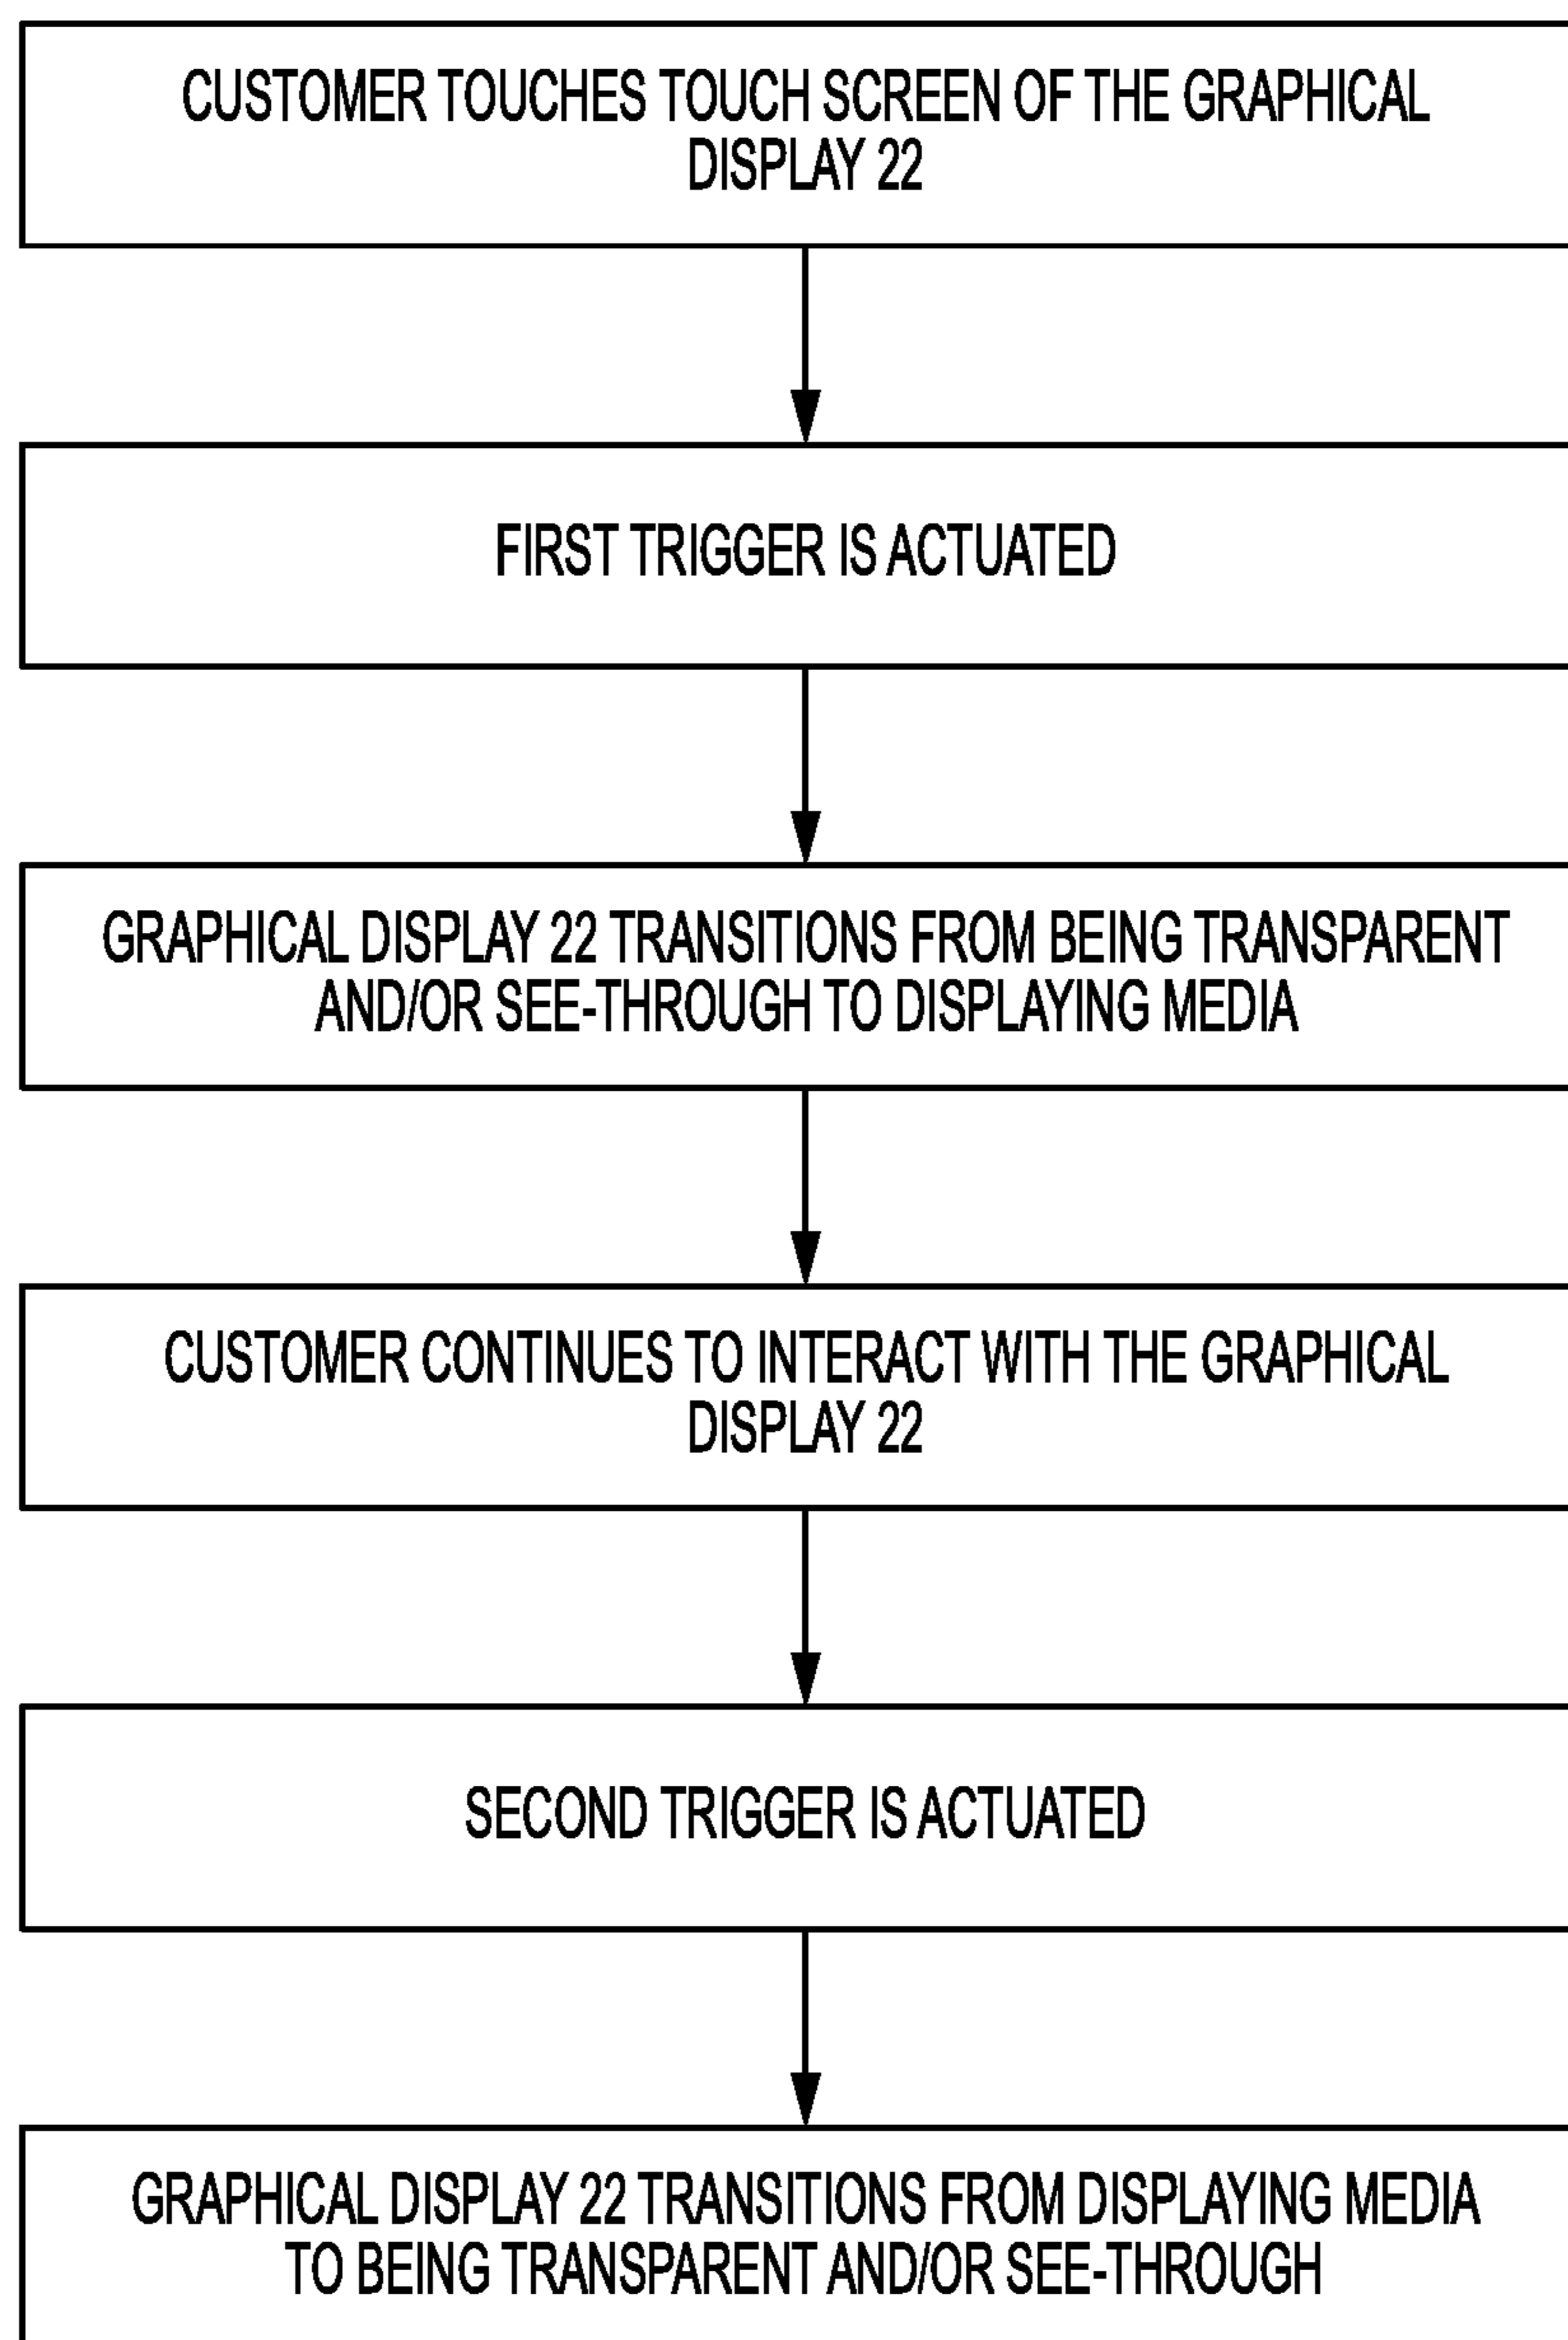 CUSTOMER TOUCHES TOUCH SCREEN OF THE GRAPHICAL
DISPLAY 22
FIRST TRIGGER IS ACTUATED
GRAPHICAL DISPLAY 22 TRANSITIONS FROM BEING TRANSPARENT
AND/OR SEE-THROUGH TO DISPLAYING MEDIA
CUSTOMER CONTINUES TO INTERACT WITH THE GRAPHICAL
DISPLAY 22
SECOND TRIGGER IS ACTUATED
GRAPHICAL DISPLAY 22 TRANSITIONS FROM DISPLAYING MEDIA
TO BEING TRANSPARENT AND/OR SEE-THROUGH